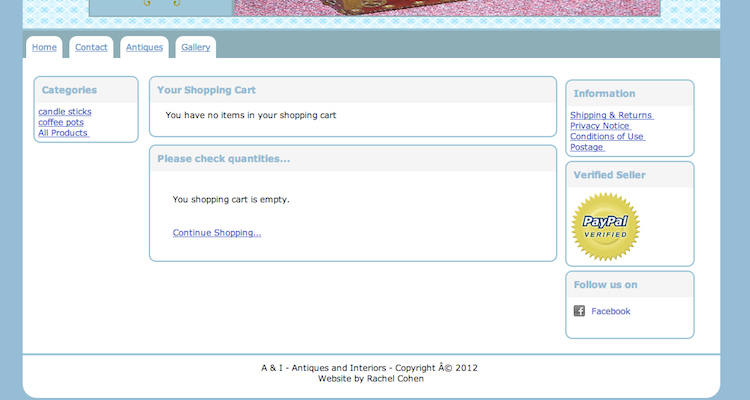 Home
Contact
Antiques
Gallery
Categories
candle sticks
coffee pots
All Products
Your Shopping Cart
You have no items in your shopping cart
Please check quantities...
You shopping cart is empty.
Continue Shopping...
Information
Shipping & Returns
Privacy Notice
Conditions of Use
Postage
Verified Seller
PayPal
VERIFIED
Follow us on
Facebook
A & I - Antiques and Interiors - Copyright Â© 2012
Website by Rachel Cohen